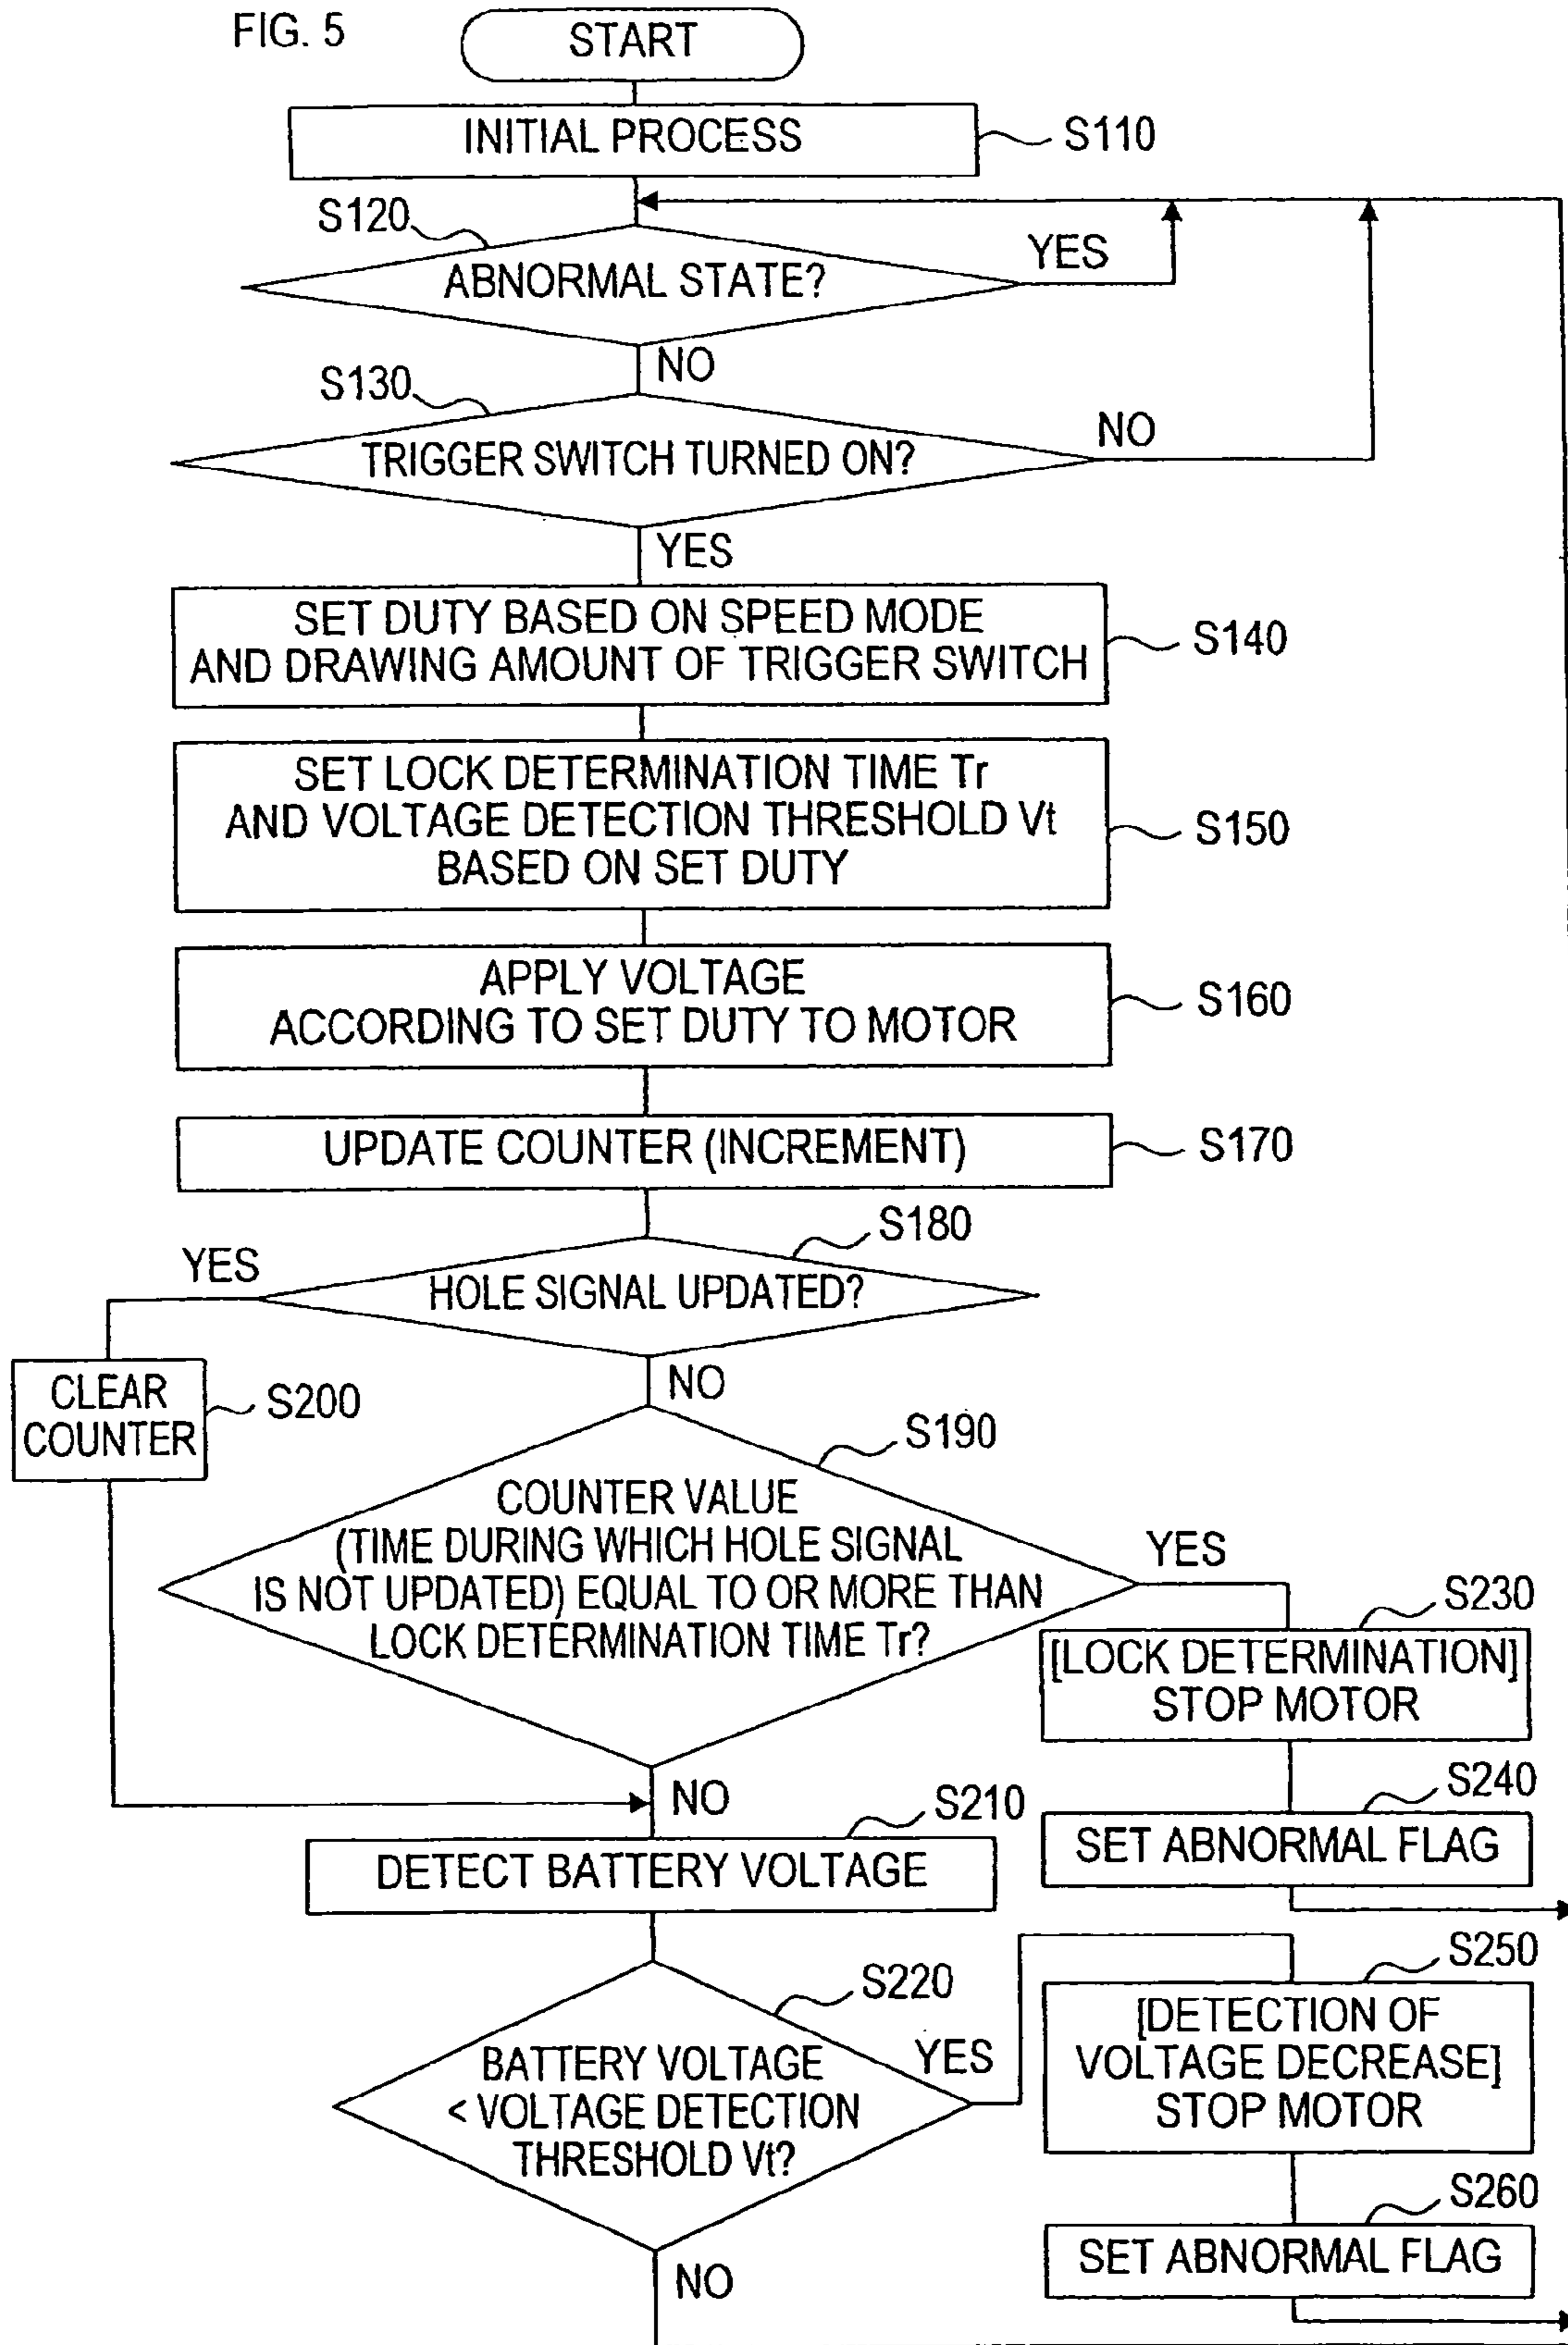 FIG. 5
START
INITIAL PROCESS
S110
S120
ABNORMAL STATE?
YES
NO
S130
TRIGGER SWITCH TURNED ON?
NO
YES
SET DUTY BASED ON SPEED MODE
AND DRAWING AMOUNT OF TRIGGER SWITCH
S140
SET LOCK DETERMINATION TIME Tr
AND VOLTAGE DETECTION THRESHOLD Vt
BASED ON SET DUTY
S150
APPLY VOLTAGE
ACCORDING TO SET DUTY TO MOTOR
S160
UPDATE COUNTER (INCREMENT)
S170
S180
YES
HOLE SIGNAL UPDATED?
NO
CLEAR
COUNTER
S200
S190
COUNTER VALUE
(TIME DURING WHICH HOLE SIGNAL
IS NOT UPDATED) EQUAL TO OR MORE THAN
LOCK DETERMINATION TIME Tr?
YES
S230
[LOCK DETERMINATION]
STOP MOTOR
NO
S240
SET ABNORMAL FLAG
S210
DETECT BATTERY VOLTAGE
S220
BATTERY VOLTAGE
< VOLTAGE DETECTION
THRESHOLD Vt?
YES
S250
[DETECTION OF
VOLTAGE DECREASE]
STOP MOTOR
S260
SET ABNORMAL FLAG
NO